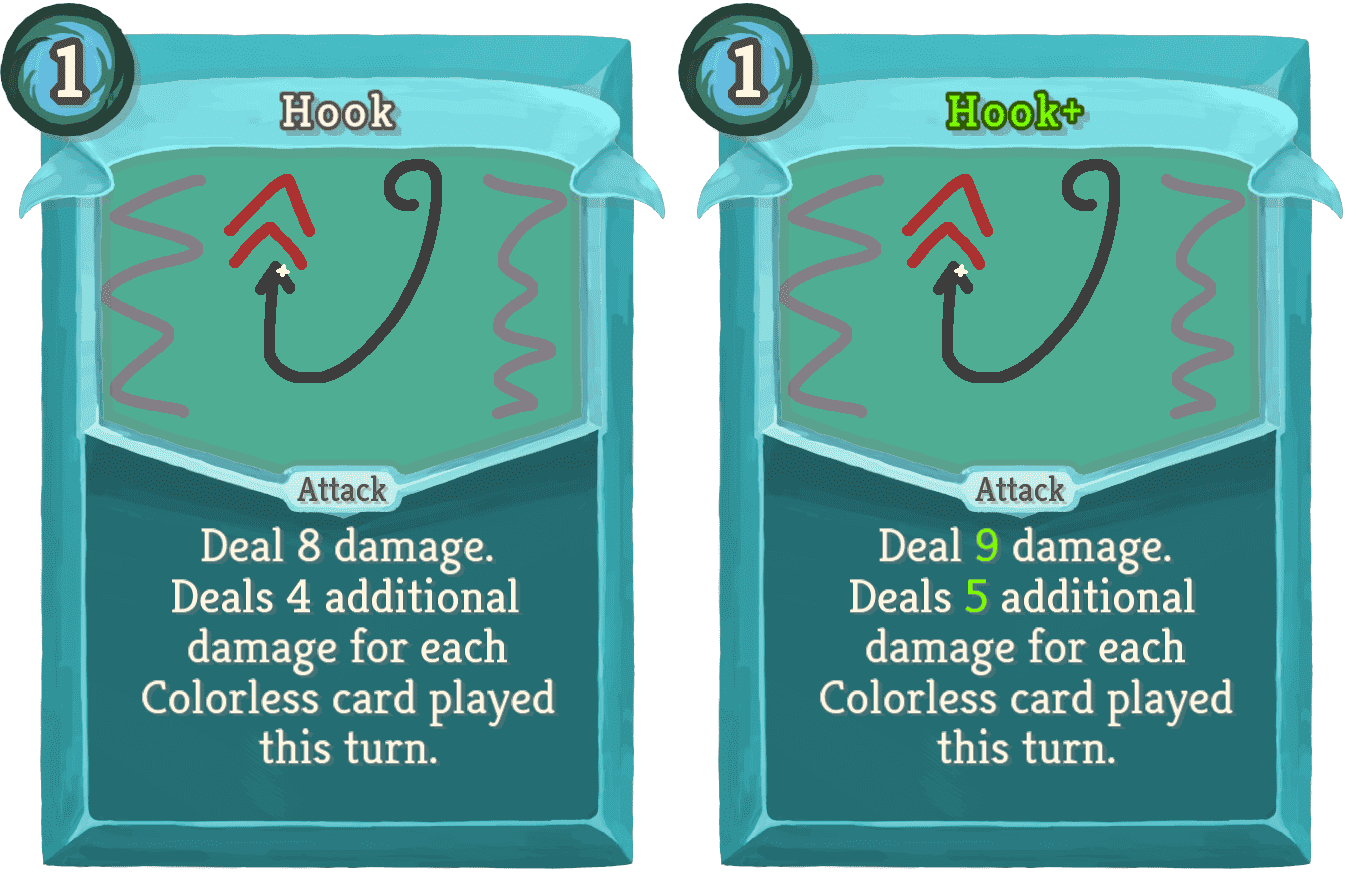 1
Hook
Attack
Deal 8 damage.
Deals 4 additional
damage for each
Colorless card played
this turn.
1
Hook+
Attack
Deal 9 damage.
Deals 5 additional
damage for each
Colorless card played
this turn.